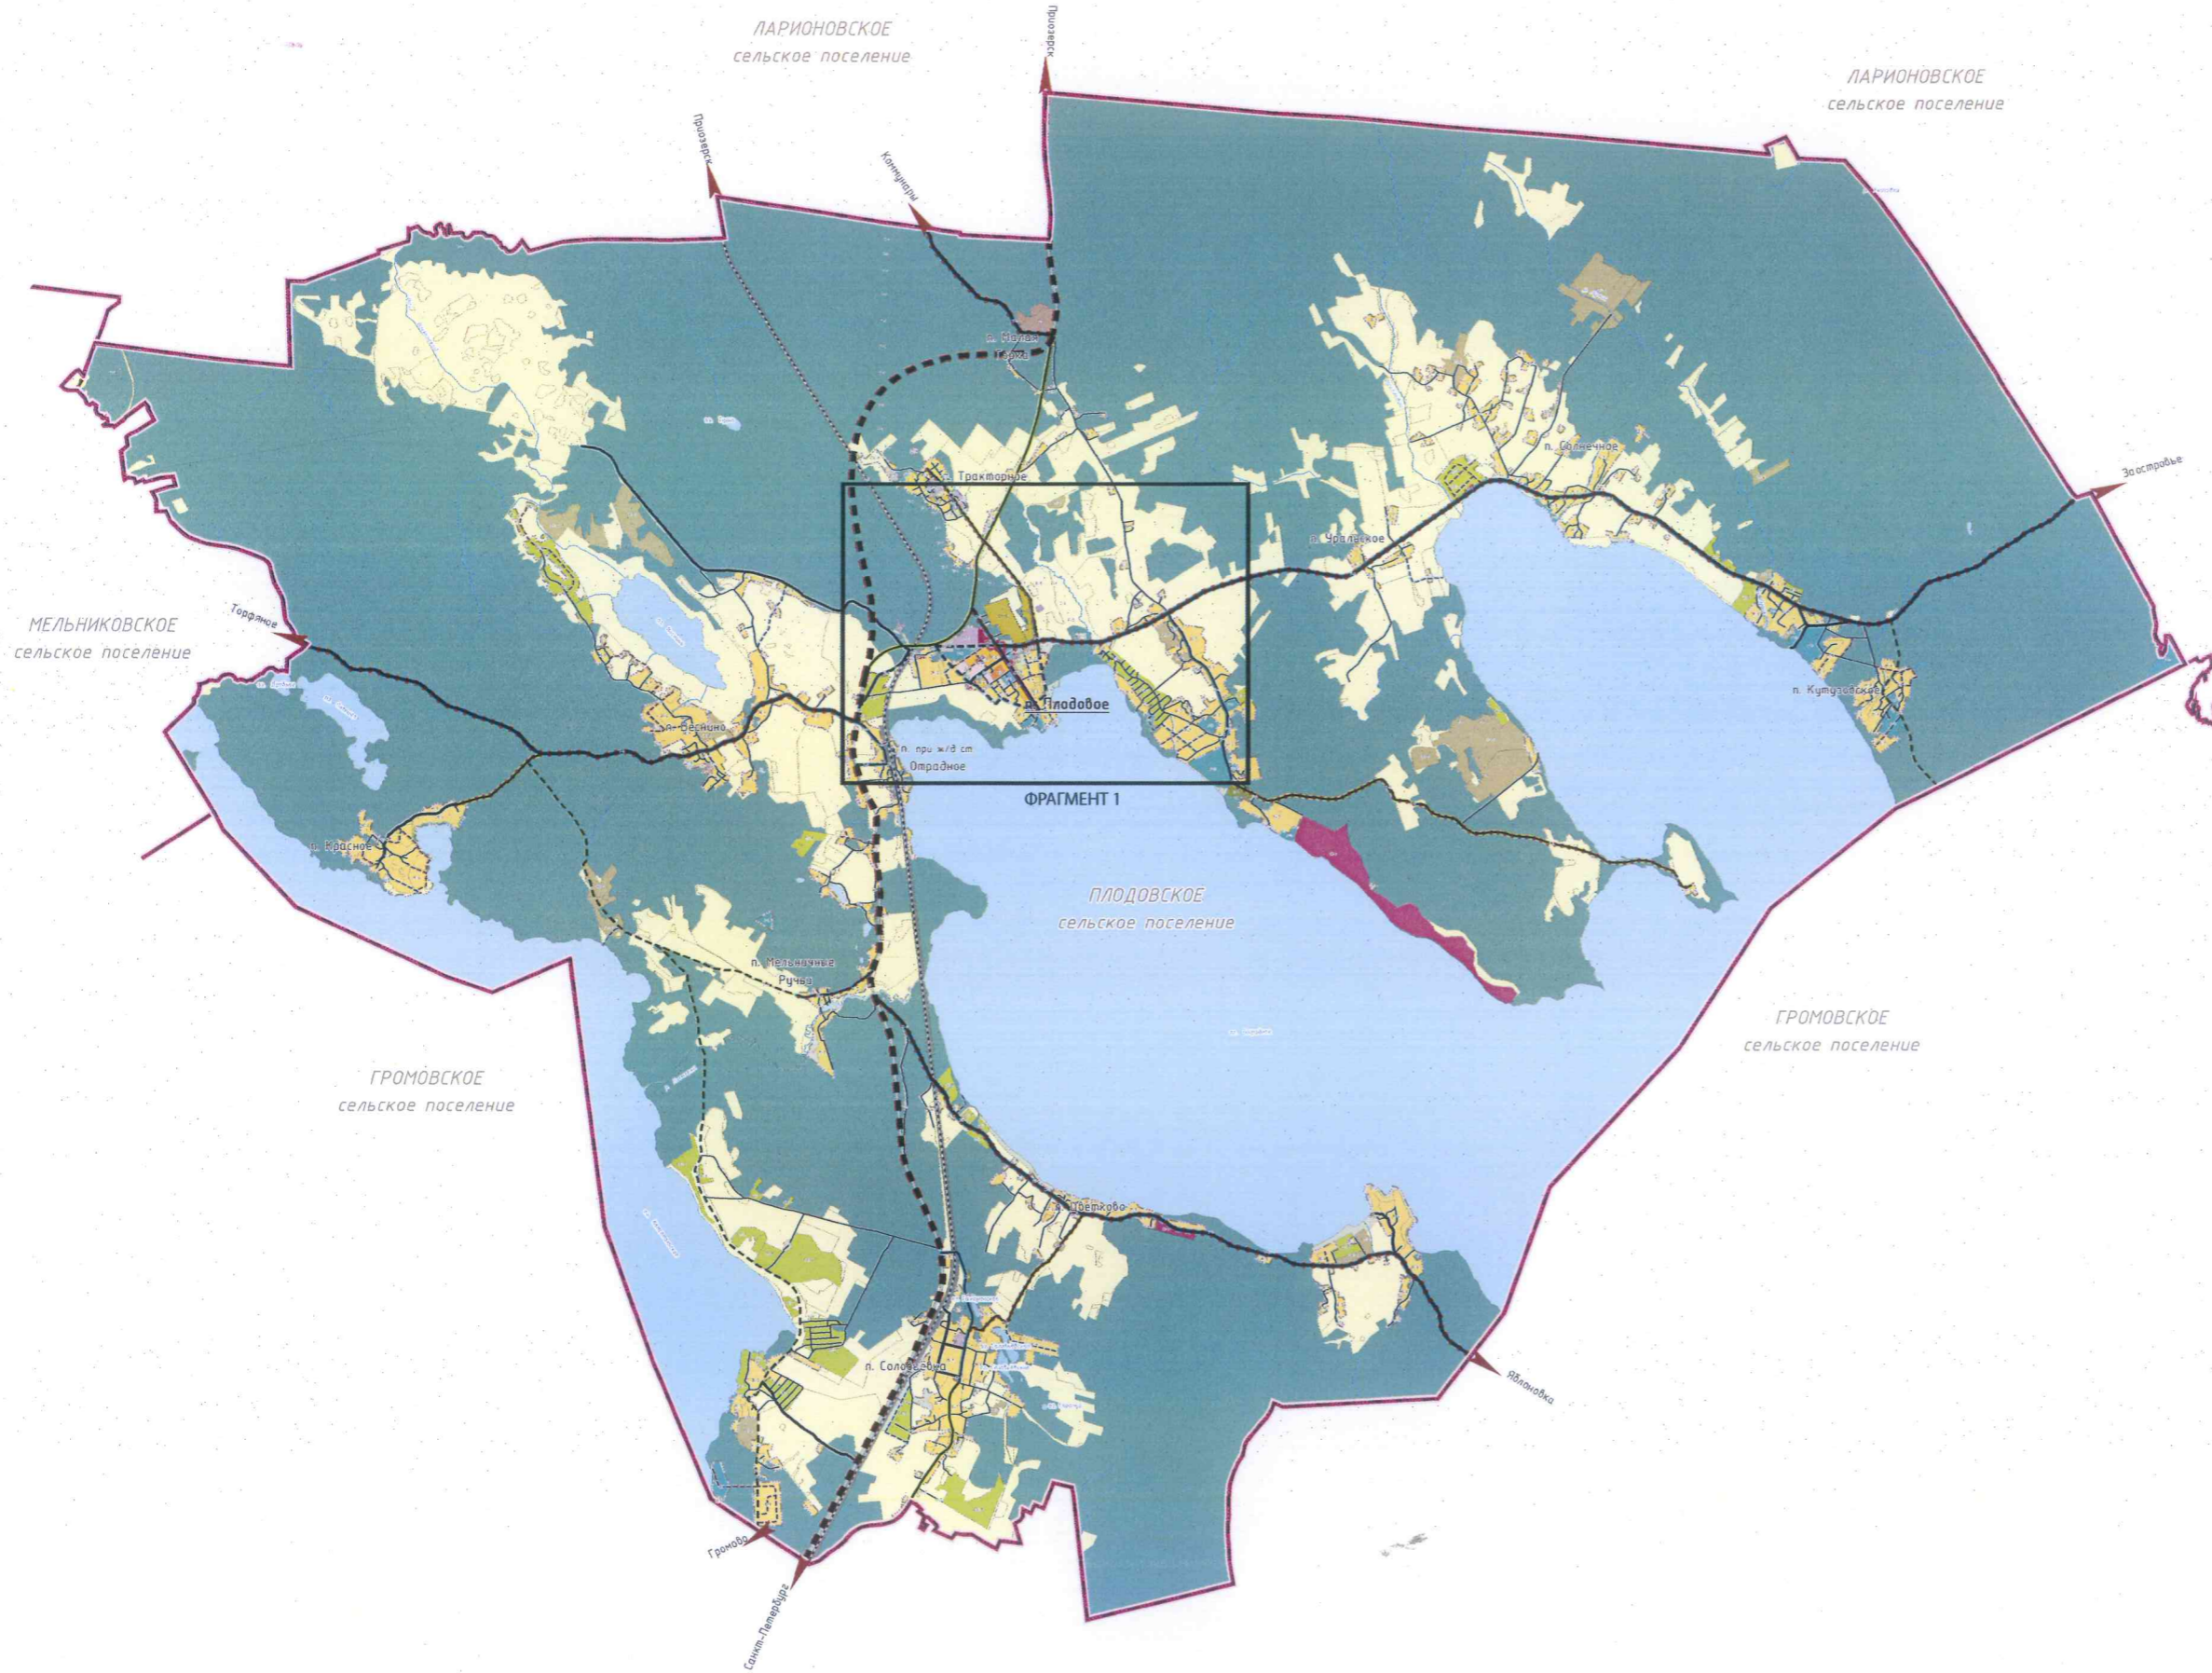 Приозерск
ЛАРИОНОВСКОЕ
сельское поселение
ЛАРИОНОВСКОЕ
сельское поселение
Приозерск
Коммунары
п. Малая
Горка
п. Солнечное
Тракторное
Заостровье
п. Уральское
Торфяное
МЕЛЬНИКОВСКОЕ
сельское поселение
п. Кутузовское
п. Плодовое
п. Веснино
п. при ж/д ст
Отрадное
ФРАГМЕНТ 1
п. Красное
ПЛОДОВСКОЕ
сельское поселение
п. Мельничные
Ручьи
ГРОМОВСКОЕ
сельское поселение
ГРОМОВСКОЕ
сельское поселение
п. Цветково
п. Соловьевка
Яблоновка
Громово
Санкт-Петербург